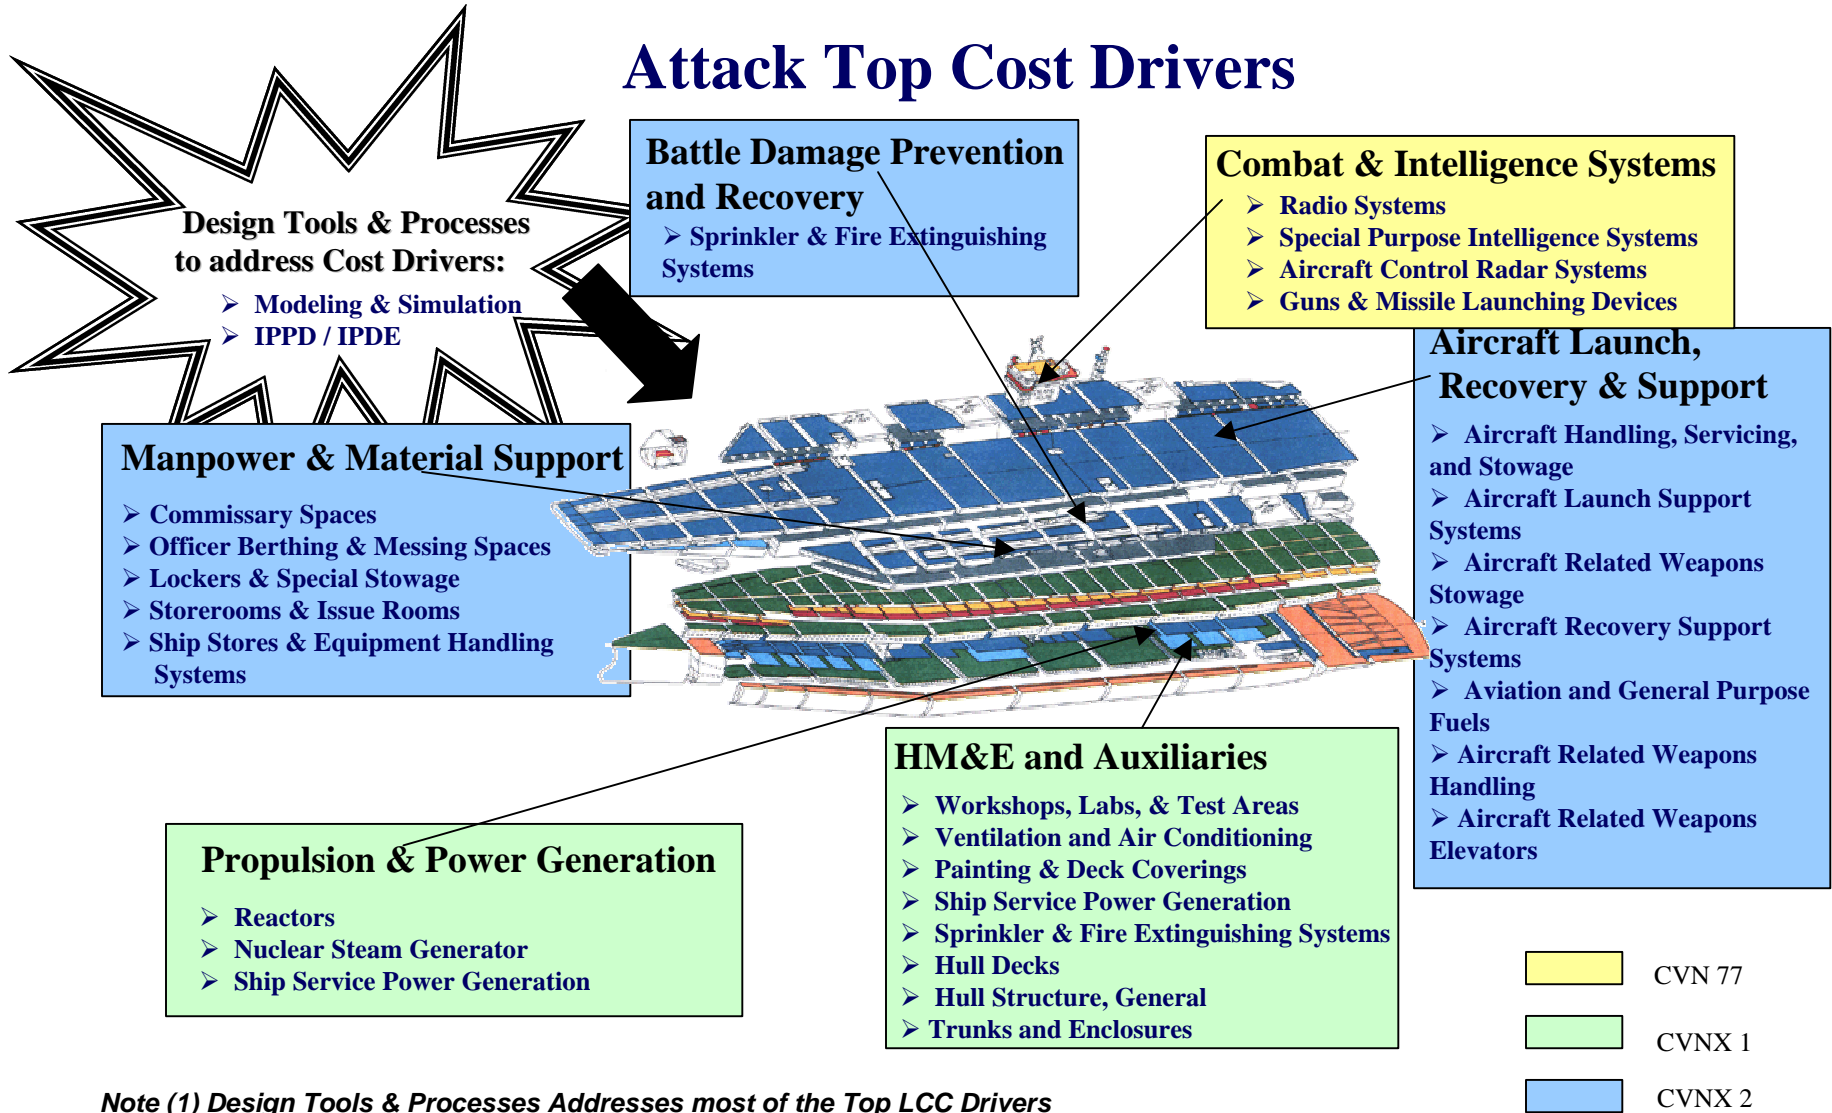 Attack Top Cost Drivers
Design Tools & Processes
to address Cost Drivers:
➢ Modeling & Simulation
➢ IPPD / IPDE
Battle Damage Prevention
and Recovery
➢ Sprinkler & Fire Extinguishing
Systems
Combat & Intelligence Systems
➢ Radio Systems
➢ Special Purpose Intelligence Systems
➢ Aircraft Control Radar Systems
➢ Guns & Missile Launching Devices
Aircraft Launch,
Recovery & Support
➢ Aircraft Handling, Servicing,
and Stowage
➢ Aircraft Launch Support
Systems
➢ Aircraft Related Weapons
Stowage
➢ Aircraft Recovery Support
Systems
➢ Aviation and General Purpose
Fuels
➢ Aircraft Related Weapons
Handling
➢ Aircraft Related Weapons
Elevators
Manpower & Material Support
➢ Commissary Spaces
➢ Officer Berthing & Messing Spaces
➢ Lockers & Special Stowage
➢ Storerooms & Issue Rooms
➢ Ship Stores & Equipment Handling
Systems
HM&E and Auxiliaries
➢ Workshops, Labs, & Test Areas
➢ Ventilation and Air Conditioning
➢ Painting & Deck Coverings
➢ Ship Service Power Generation
➢ Sprinkler & Fire Extinguishing Systems
➢ Hull Decks
➢ Hull Structure, General
➢ Trunks and Enclosures
Propulsion & Power Generation
➢ Reactors
➢ Nuclear Steam Generator
➢ Ship Service Power Generation
CVN 77
CVNX 1
CVNX 2
Note (1) Design Tools & Processes Addresses most of the Top LCC Drivers